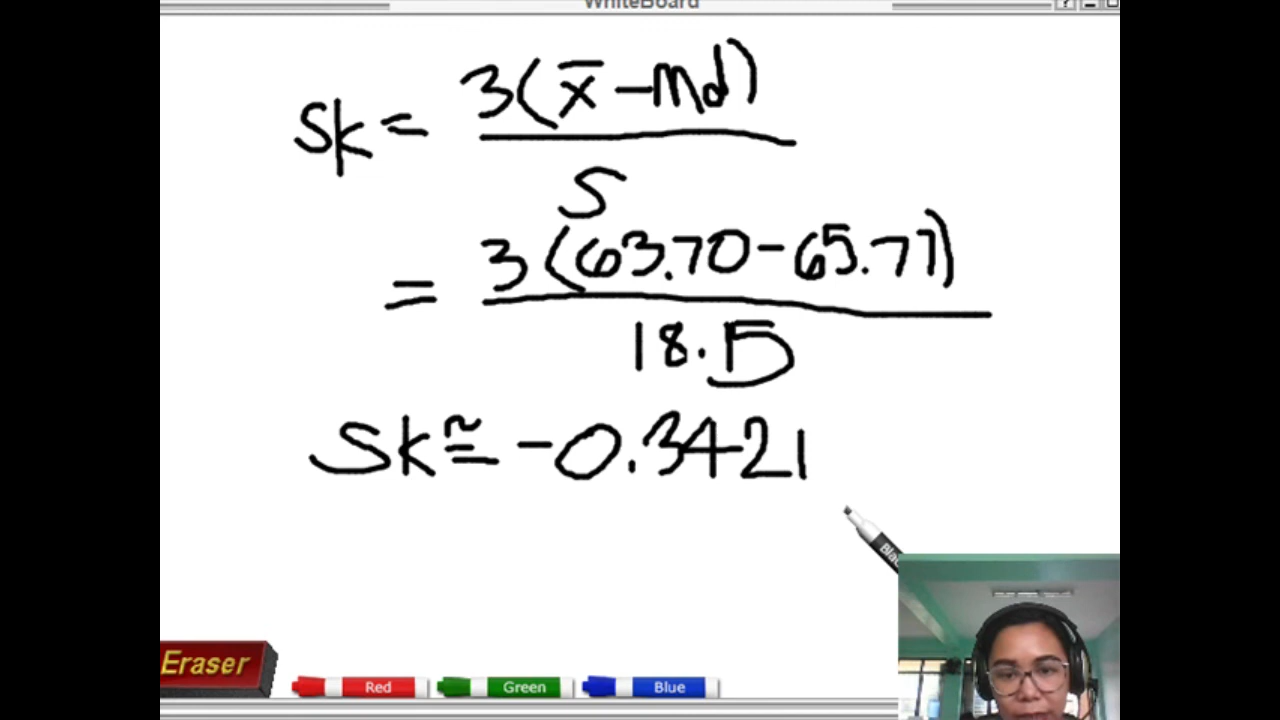 WhiteBoard
Sk = 3(x̄ - Md)
S
= 3(63.70 - 65.77)
18.15
Sk ≅ -0.3421
Eraser
Red
Green
Blue